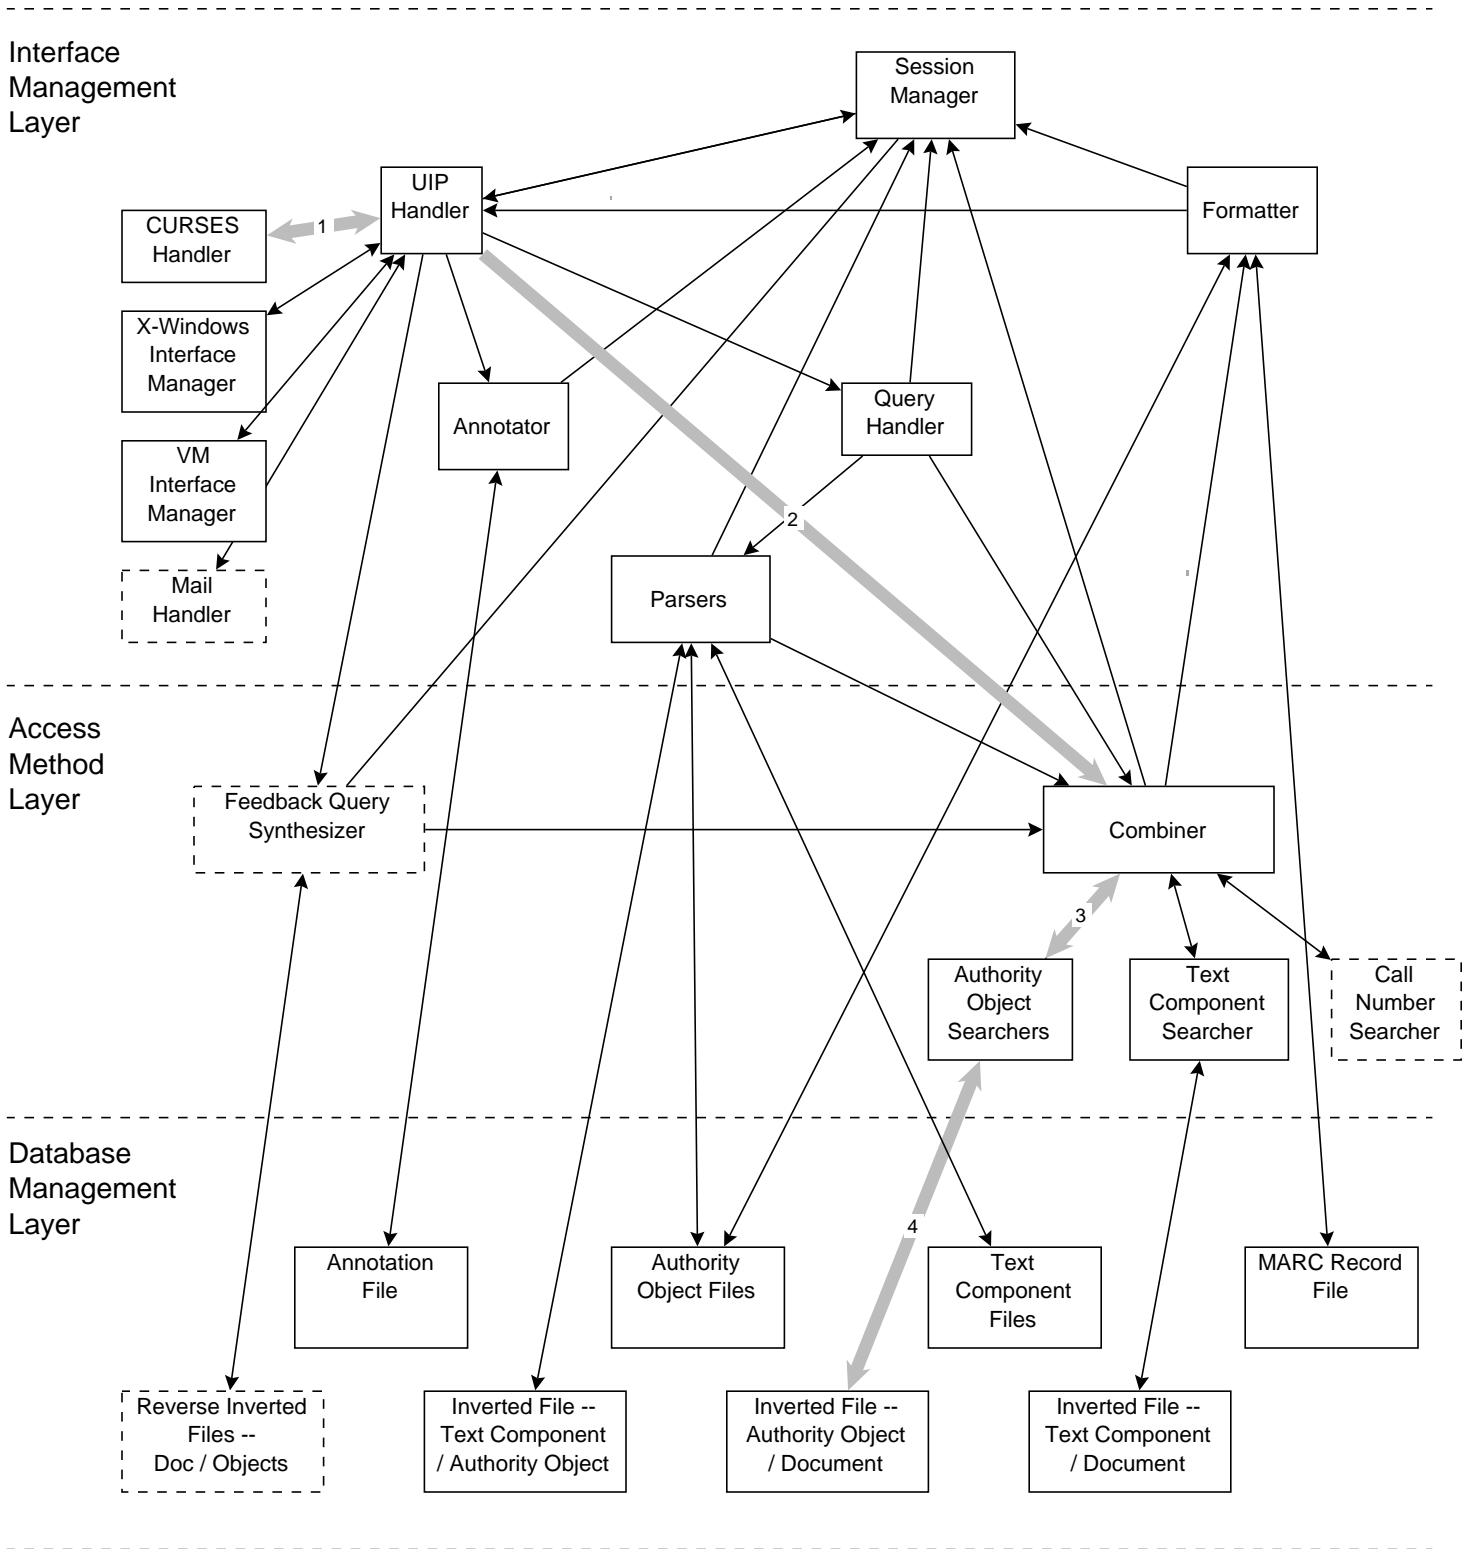 Interface
Management
Layer
Session
Manager
UIP
Handler
Formatter
CURSES
Handler
1
X-Windows
Interface
Manager
Annotator
Query
Handler
VM
Interface
Manager
2
Mail
Handler
Parsers
Access
Method
Layer
Feedback Query
Synthesizer
Combiner
3
Authority
Object
Searchers
Text
Component
Searcher
Call
Number
Searcher
Database
Management
Layer
4
Annotation
File
Authority
Object Files
Text
Component
Files
MARC Record
File
Reverse Inverted
Files --
Doc / Objects
Inverted File --
Text Component
/ Authority Object
Inverted File --
Authority Object
/ Document
Inverted File --
Text Component
/ Document